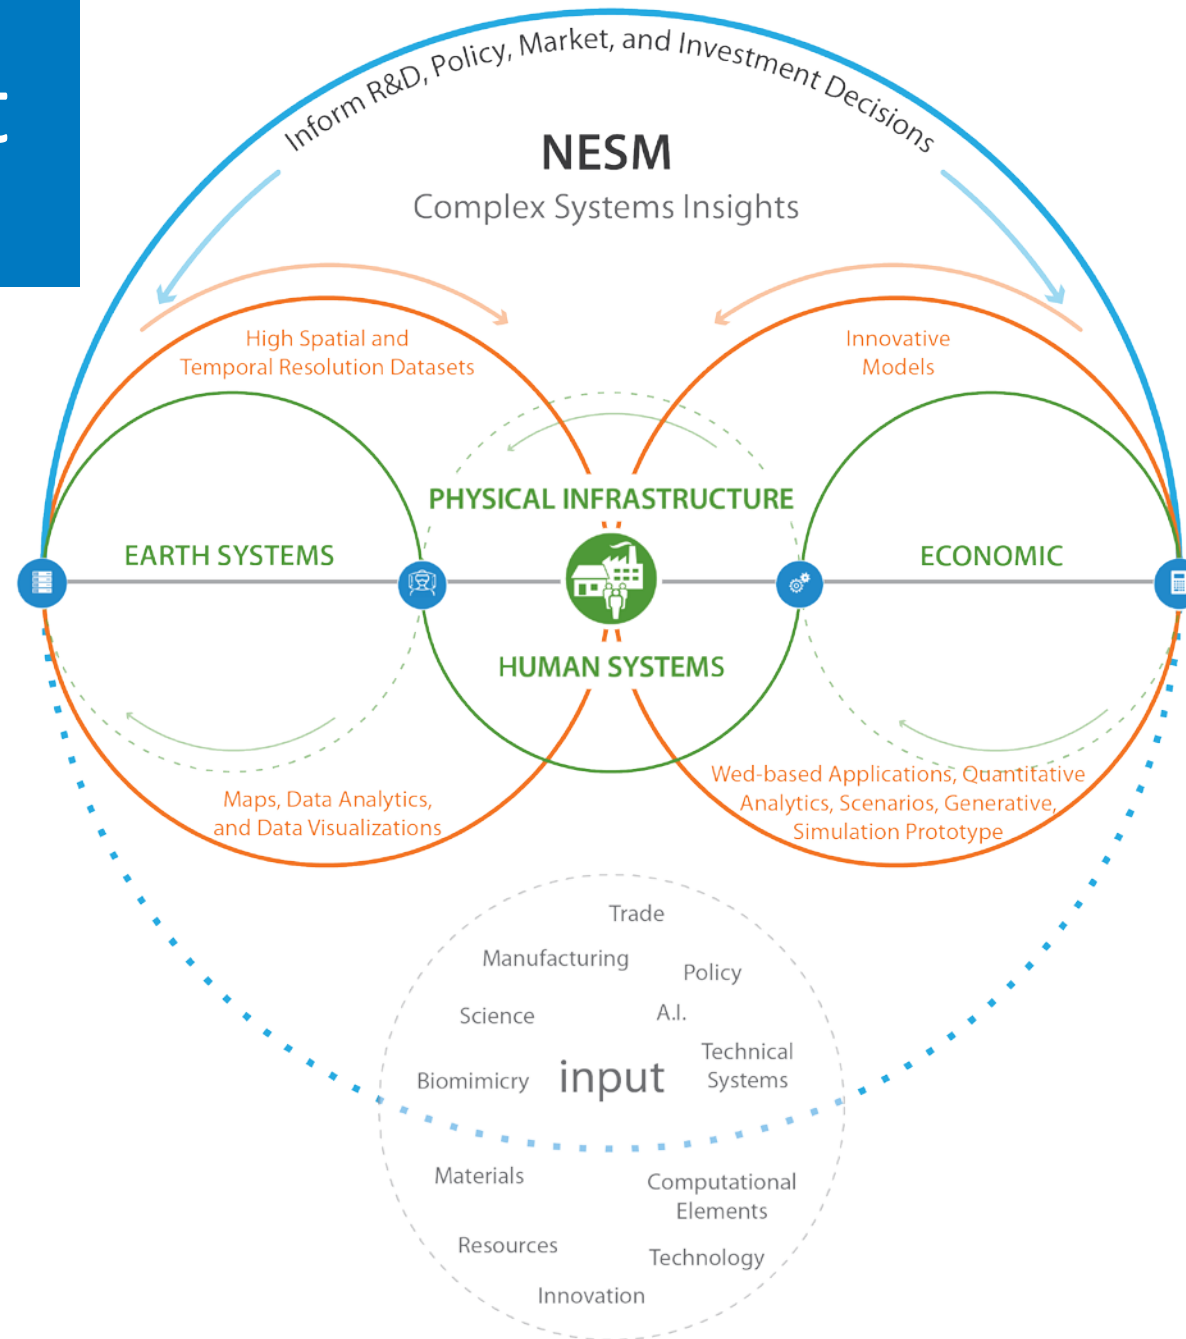 t
Inform R&D, Policy, Market, and Investment Decisions
NESM
Complex Systems Insights
High Spatial and
Temporal Resolution Datasets
Innovative
Models
PHYSICAL INFRASTRUCTURE
EARTH SYSTEMS
ECONOMIC
HUMAN SYSTEMS
Maps, Data Analytics,
and Data Visualizations
Wed-based Applications, Quantitative
Analytics, Scenarios, Generative,
Simulation Prototype
Trade
Manufacturing
Policy
Science
A.I.
Technical
Systems
Biomimicry
input
Materials
Computational
Elements
Resources
Technology
Innovation